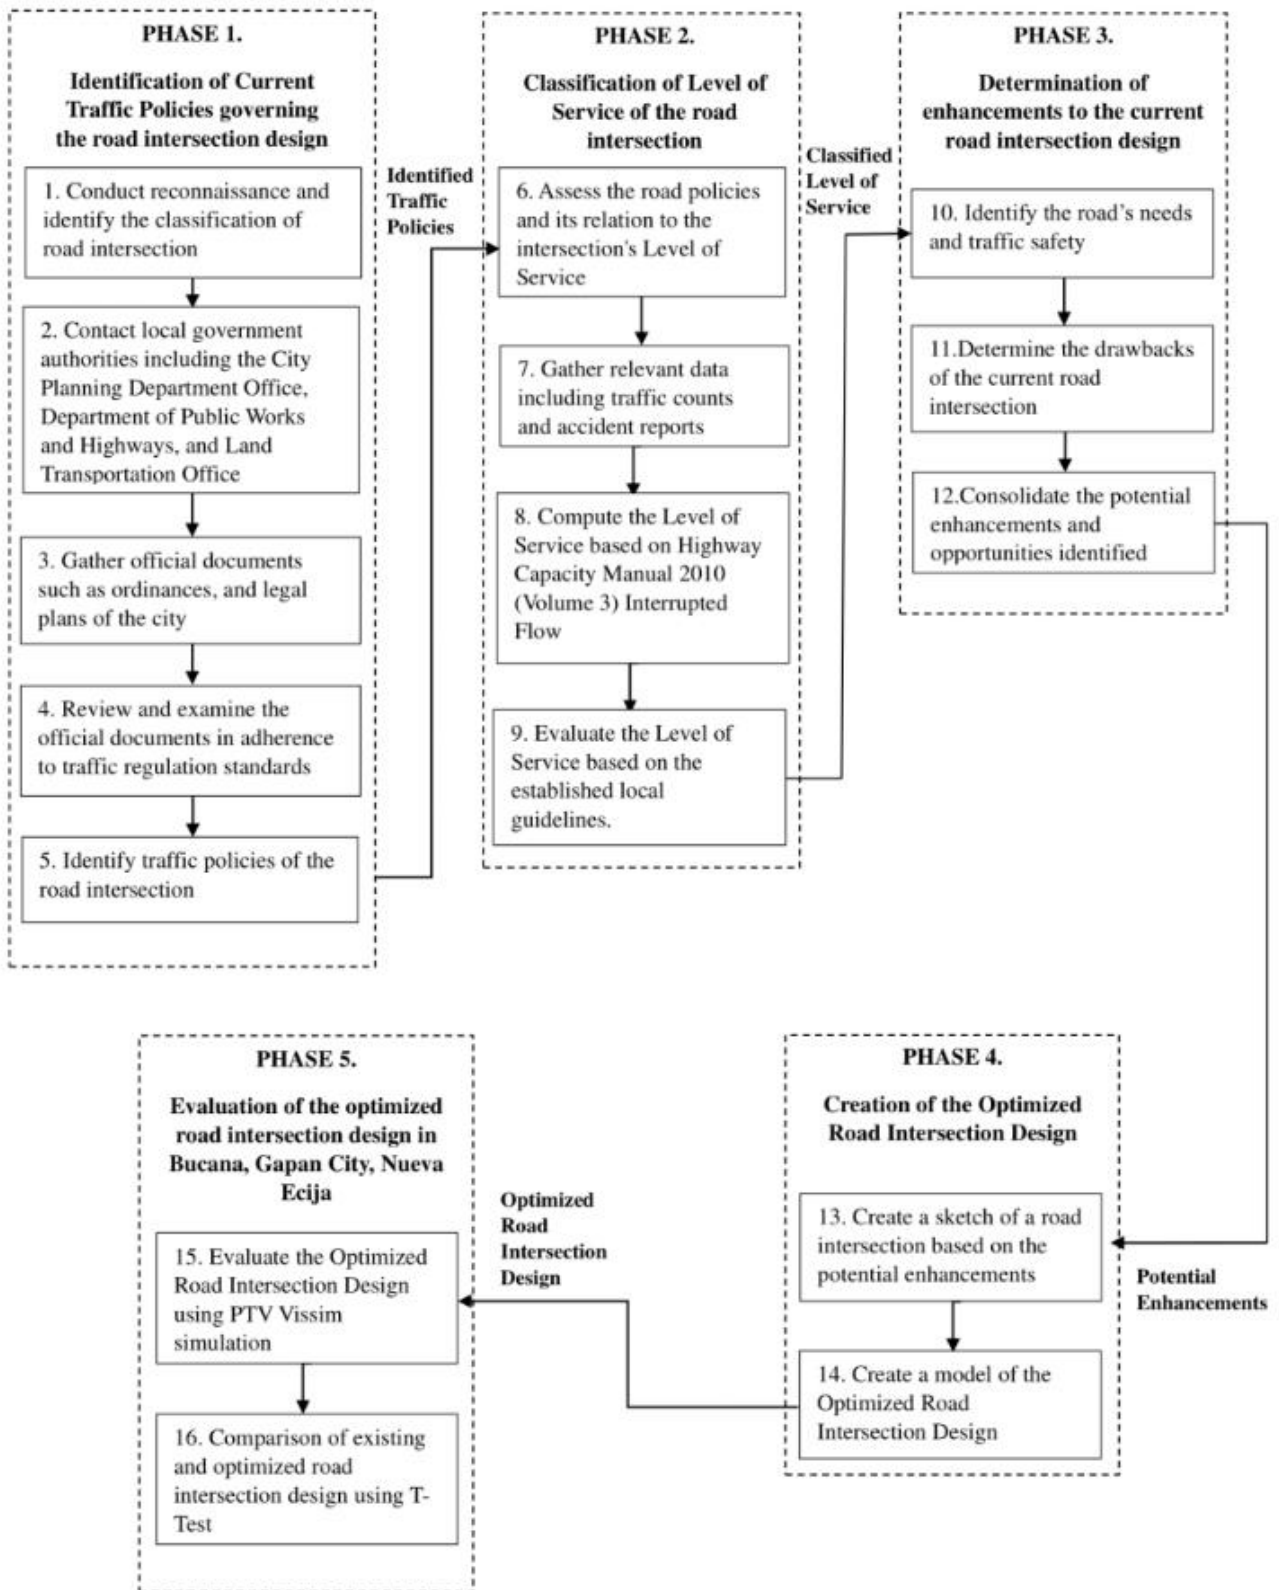 PHASE 1.
Identification of Current
Traffic Policies governing
the road intersection design
1. Conduct reconnaissance and
identify the classification of
road intersection
2. Contact local government
authorities including the City
Planning Department Office,
Department of Public Works
and Highways, and Land
Transportation Office
3. Gather official documents
such as ordinances, and legal
plans of the city
4. Review and examine the
official documents in adherence
to traffic regulation standards
5. Identify traffic policies of the
road intersection
Identified
Traffic
Policies
PHASE 2.
Classification of Level of
Service of the road
intersection
6. Assess the road policies
and its relation to the
intersection's Level of
Service
7. Gather relevant data
including traffic counts
and accident reports
8. Compute the Level of
Service based on Highway
Capacity Manual 2010
(Volume 3) Interrupted
Flow
9. Evaluate the Level of
Service based on the
established local
guidelines.
Classified
Level of
Service
PHASE 3.
Determination of
enhancements to the current
road intersection design
10. Identify the road's needs
and traffic safety
11.Determine the drawbacks
of the current road
intersection
12.Consolidate the potential
enhancements and
opportunities identified
Potential
Enhancements
PHASE 4.
Creation of the Optimized
Road Intersection Design
13. Create a sketch of a road
intersection based on the
potential enhancements
14. Create a model of the
Optimized Road
Intersection Design
Optimized
Road
Intersection
Design
PHASE 5.
Evaluation of the optimized
road intersection design in
Bucana, Gapan City, Nueva
Ecija
15. Evaluate the Optimized
Road Intersection Design
using PTV Vissim
simulation
16. Comparison of existing
and optimized road
intersection design using T-
Test